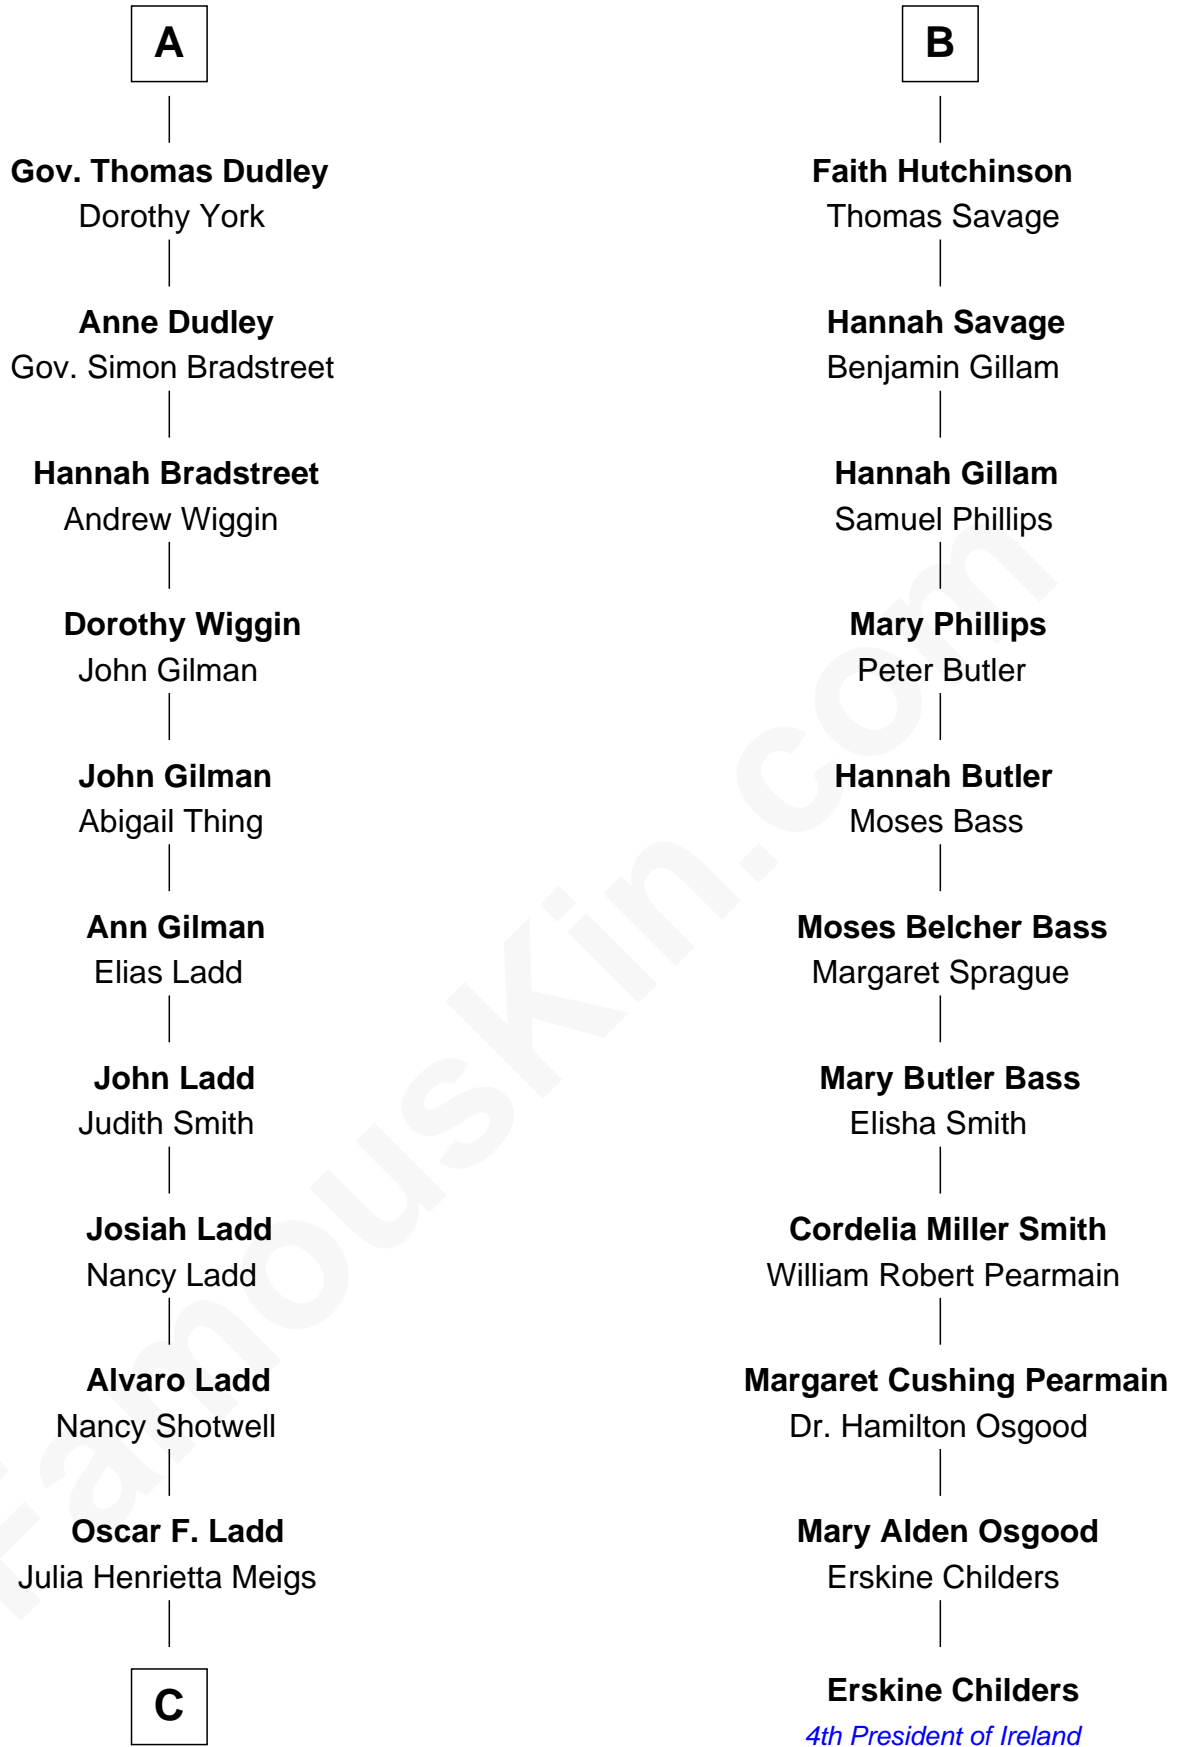 A
Gov. Thomas Dudley
Dorothy York
Anne Dudley
Gov. Simon Bradstreet
Hannah Bradstreet
Andrew Wiggin
Dorothy Wiggin
John Gilman
John Gilman
Abigail Thing
Ann Gilman
Elias Ladd
John Ladd
Judith Smith
Josiah Ladd
Nancy Ladd
Alvaro Ladd
Nancy Shotwell
Oscar F. Ladd
Julia Henrietta Meigs
C
B
Faith Hutchinson
Thomas Savage
Hannah Savage
Benjamin Gillam
Hannah Gillam
Samuel Phillips
Mary Phillips
Peter Butler
Hannah Butler
Moses Bass
Moses Belcher Bass
Margaret Sprague
Mary Butler Bass
Elisha Smith
Cordelia Miller Smith
William Robert Pearmain
Margaret Cushing Pearmain
Dr. Hamilton Osgood
Mary Alden Osgood
Erskine Childers
Erskine Childers
4th President of Ireland
FamousKin.com